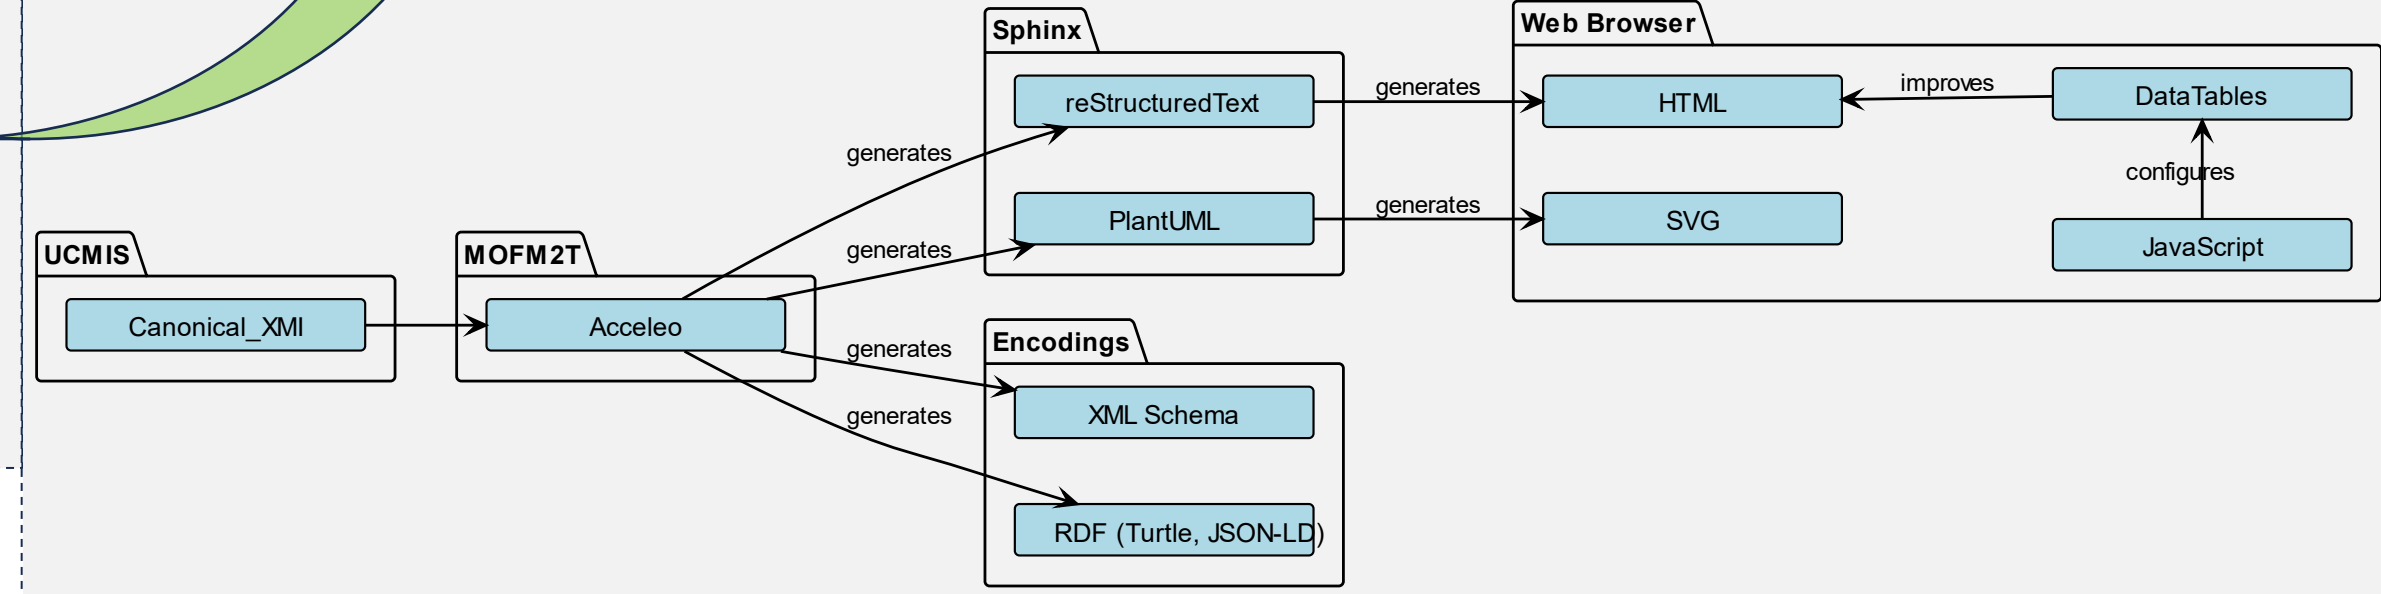 UCMIS
Canonical_XMI
MOFM2T
Acceleo
generates
generates
generates
generates
Sphinx
reStructuredText
PlantUML
Encodings
XML Schema
RDF (Turtle, JSON-LD)
generates
generates
Web Browser
HTML
SVG
improves
DataTables
configures
JavaScript